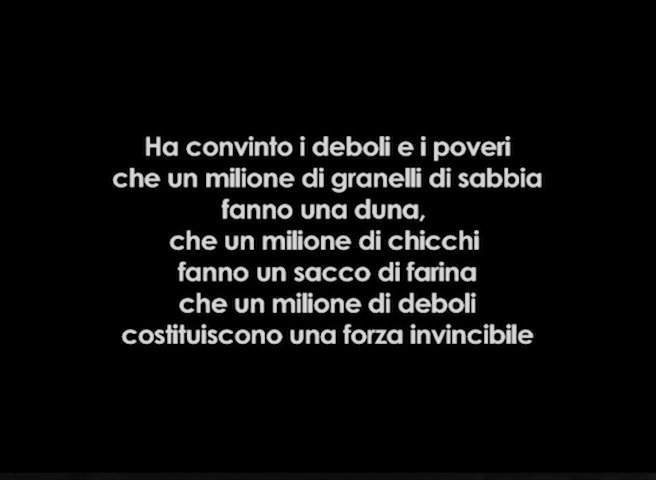 Ha convinto i deboli e i poveri
che un milione di granelli di sabbia
fanno una duna,
che un milione di chicchi
fanno un sacco di farina
che un milione di deboli
costituiscono una forza invincibile